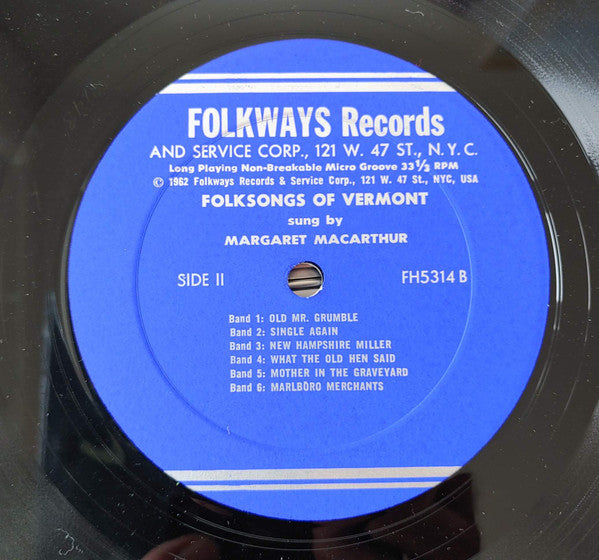 FOLKWAYS Records
AND SERVICE CORP., 121 W. 47 ST., N.Y.C.
Long Playing Non-Breakable Micro Groove 33 1/3 RPM
© 1962 Folkways Records & Service Corp., 121 W. 47 St., NYC, USA
FOLKSONGS OF VERMONT
sung by
MARGARET MACARTHUR
SIDE II FH5314 B
Band 1: OLD MR. GRUMBLE
Band 2: SINGLE AGAIN
Band 3: NEW HAMPSHIRE MILLER
Band 4: WHAT THE OLD HEN SAID
Band 5: MOTHER IN THE GRAVEYARD
Band 6: MARLBORO MERCHANTS